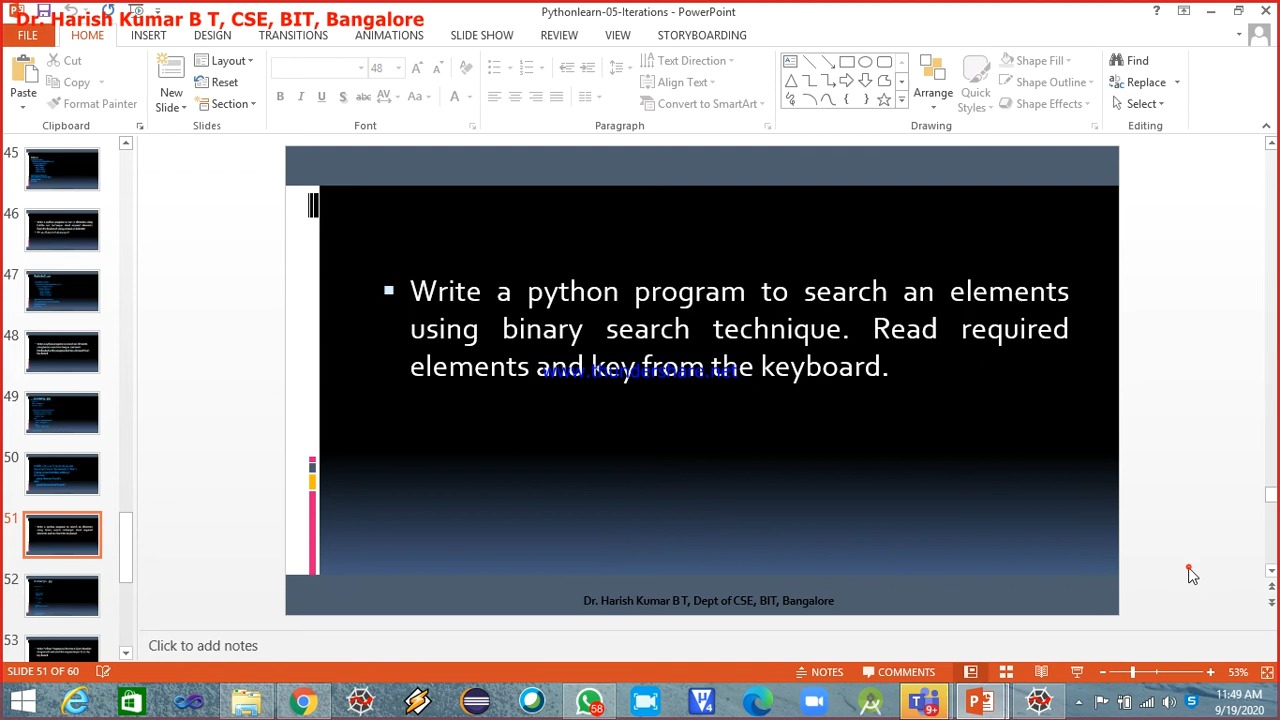 Dr. Harish Kumar B T, CSE, BIT, Bangalore
Pythonlearn-05-Iterations - PowerPoint
FILE HOME INSERT DESIGN TRANSITIONS ANIMATIONS SLIDE SHOW REVIEW VIEW STORYBOARDING
Paste
Cut
Copy
Format Painter
Clipboard
New Slide
Layout
Reset
Section
Slides
48
Font
Text Direction
Align Text
Convert to SmartArt
Paragraph
Arrange
Quick Styles
Shape Fill
Shape Outline
Shape Effects
Drawing
Find
Replace
Select
Editing
45
46
47
48
49
50
51
52
53
Write a python program to search an elements
using binary search technique. Read required
elements and key from the keyboard.
www.thundershare.net
Dr. Harish Kumar B T, Dept of CSE, BIT, Bangalore
Click to add notes
SLIDE 51 OF 60 NOTES COMMENTS 53%
58
9+
11:49 AM
9/19/2020